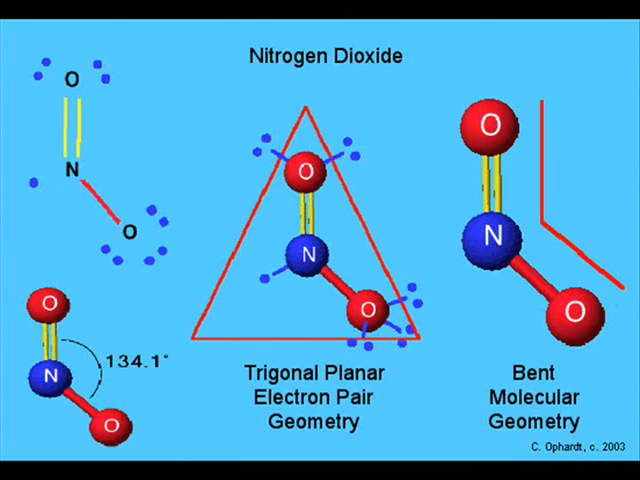 Nitrogen Dioxide
O
N
O
O
N
O
O
N
O
O
N
O
134.1°
Trigonal Planar
Electron Pair
Geometry
Bent
Molecular
Geometry
C. Ophardt, c. 2003